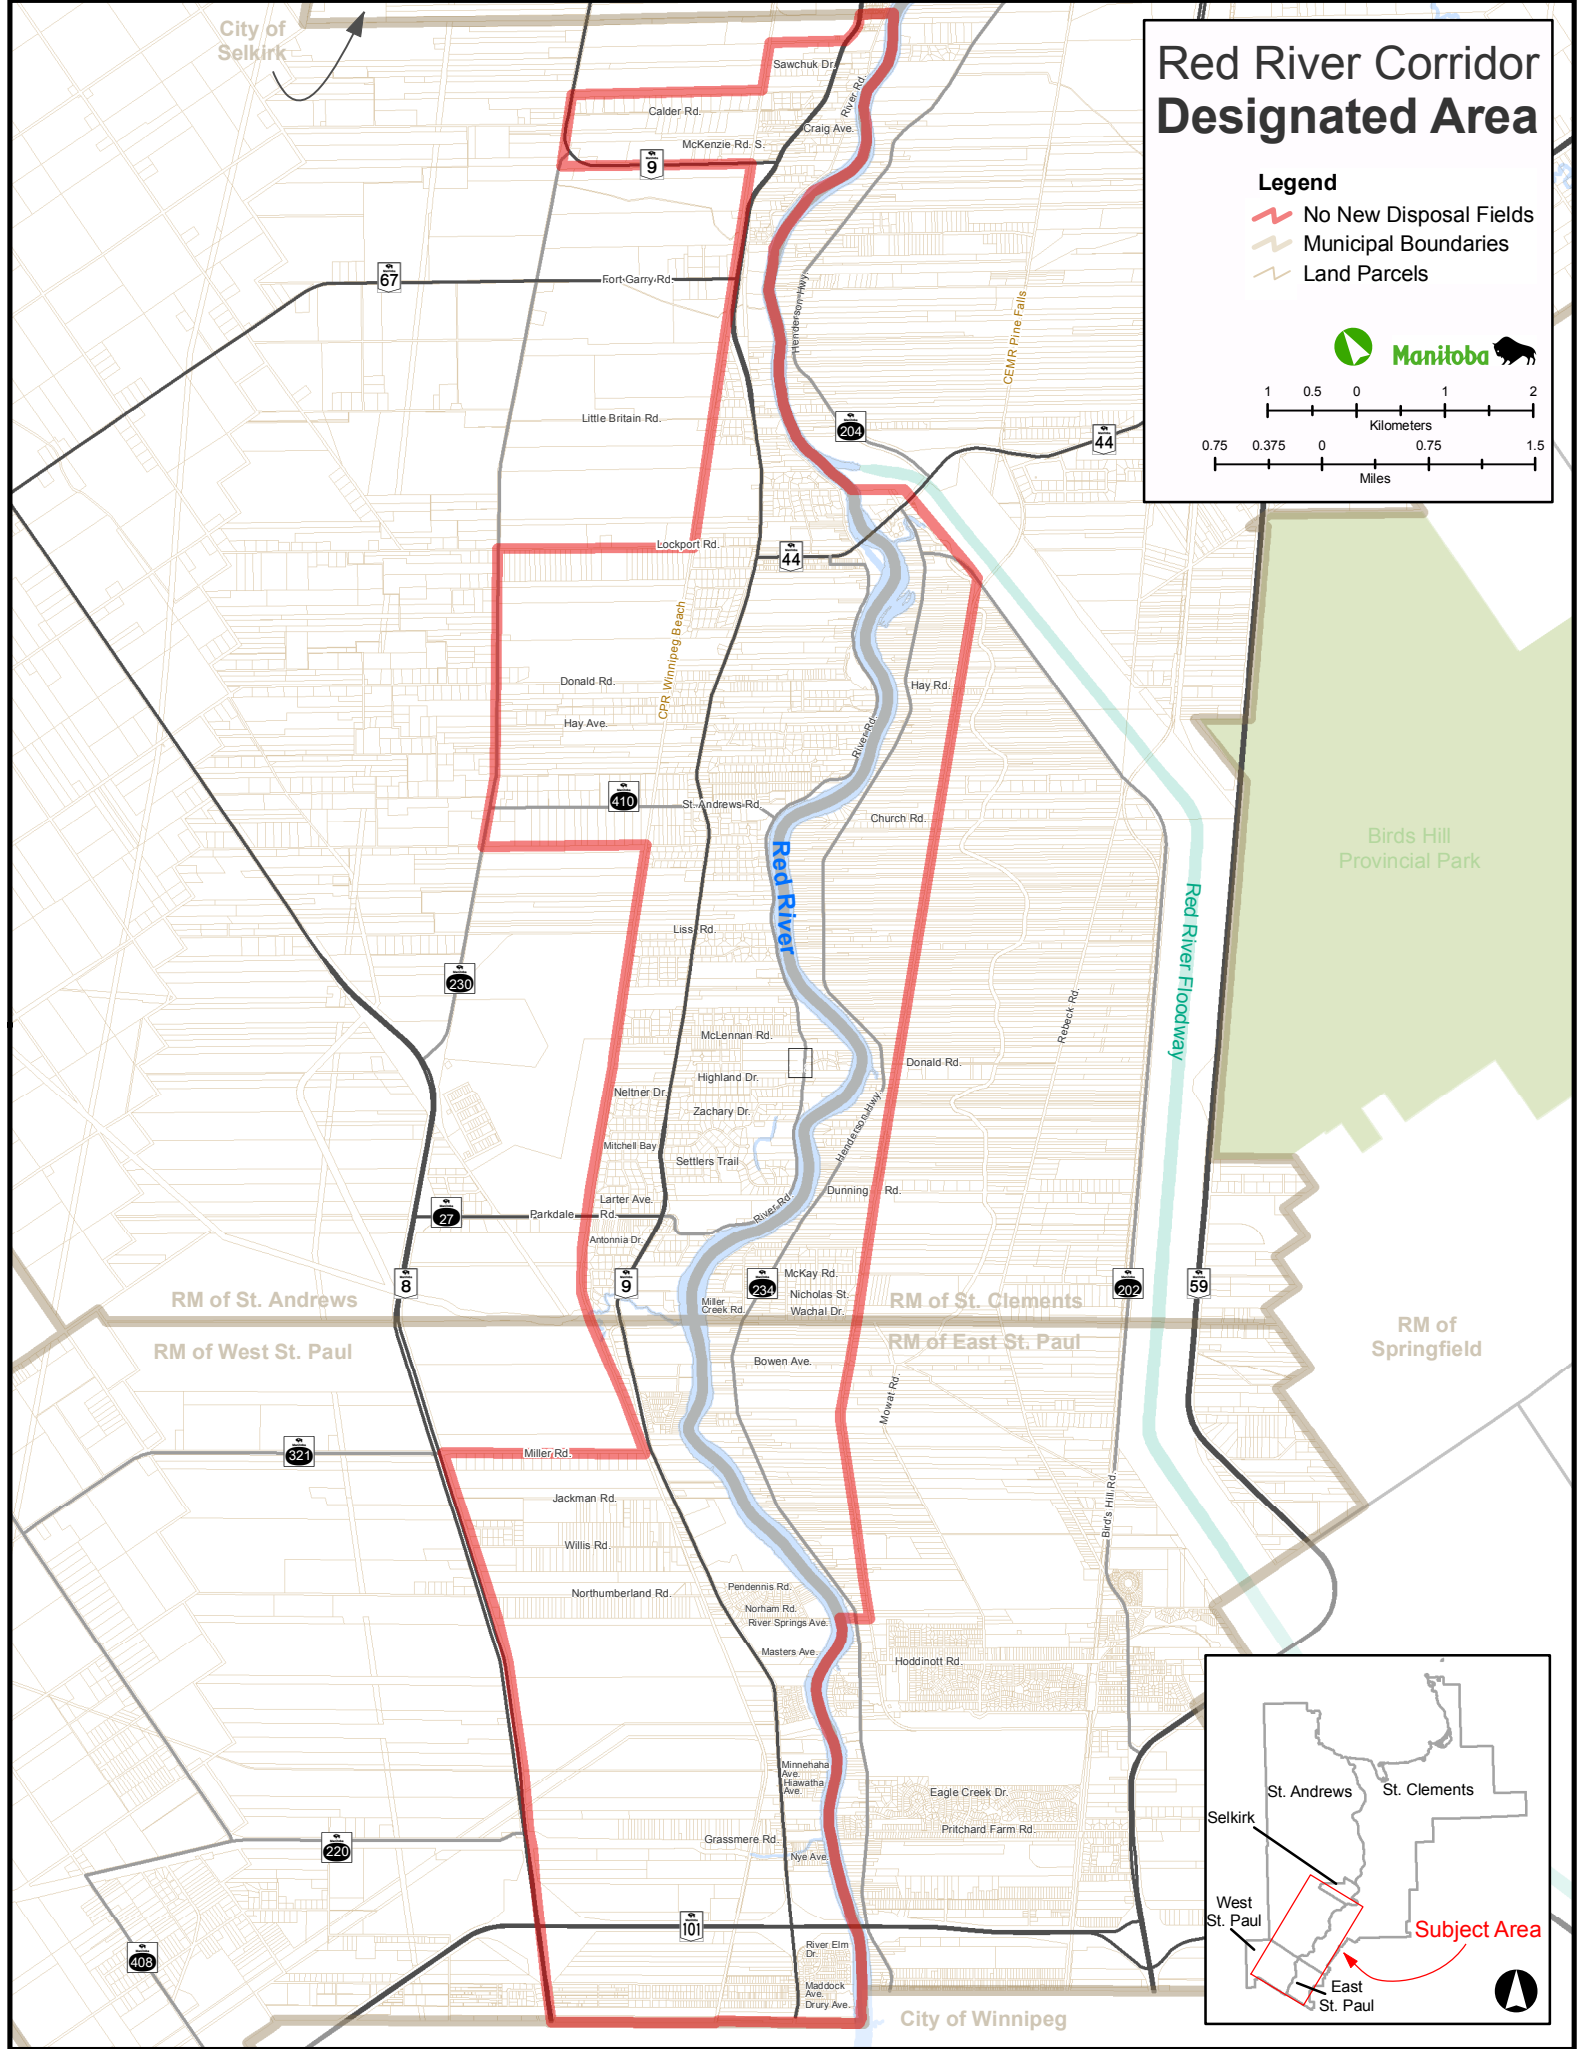 City of
Selkirk
Red River Corridor
Designated Area
Legend
No New Disposal Fields
Municipal Boundaries
Land Parcels
Manitoba
1 0.5 0 1 2
Kilometers
0.75 0.375 0 0.75 1.5
Miles
Sawchuk Dr.
River Rd.
Calder Rd.
Craig Ave.
McKenzie Rd. S.
9
67
Fort Garry Rd.
Henderson Hwy.
CEMR Pine Falls
Little Britain Rd.
204
44
Lockport Rd.
44
CPR Winnipeg Beach
Donald Rd.
Hay Rd.
Hay Ave.
River Rd.
410
St. Andrews Rd.
Church Rd.
Birds Hill
Provincial Park
Red River
Red River Floodway
Liss Rd.
230
Rebeck Rd.
McLennan Rd.
Donald Rd.
Highland Dr.
Neltner Dr.
Zachary Dr.
Henderson Hwy.
Mitchell Bay
Settlers Trail
Dunning Rd.
Larter Ave.
River Rd.
27
Parkdale Rd.
Antonnia Dr.
8
9
234
McKay Rd.
202
59
Nicholas St.
Miller
Creek Rd.
Wachal Dr.
RM of St. Andrews
RM of St. Clements
RM of West St. Paul
RM of East St. Paul
RM of
Springfield
Bowen Ave.
Mowat Rd.
321
Miller Rd.
Jackman Rd.
Bird's Hill Rd.
Willis Rd.
Northumberland Rd.
Pendennis Rd.
Norham Rd.
River Springs Ave.
Masters Ave.
Hoddinott Rd.
Minnehaha
Ave.
Hiawatha
Ave.
Eagle Creek Dr.
Pritchard Farm Rd.
Grassmere Rd.
220
Nye Ave.
101
408
River Elm
Dr.
Maddock
Ave.
Drury Ave.
City of Winnipeg
St. Andrews
St. Clements
Selkirk
West
St. Paul
Subject Area
East
St. Paul